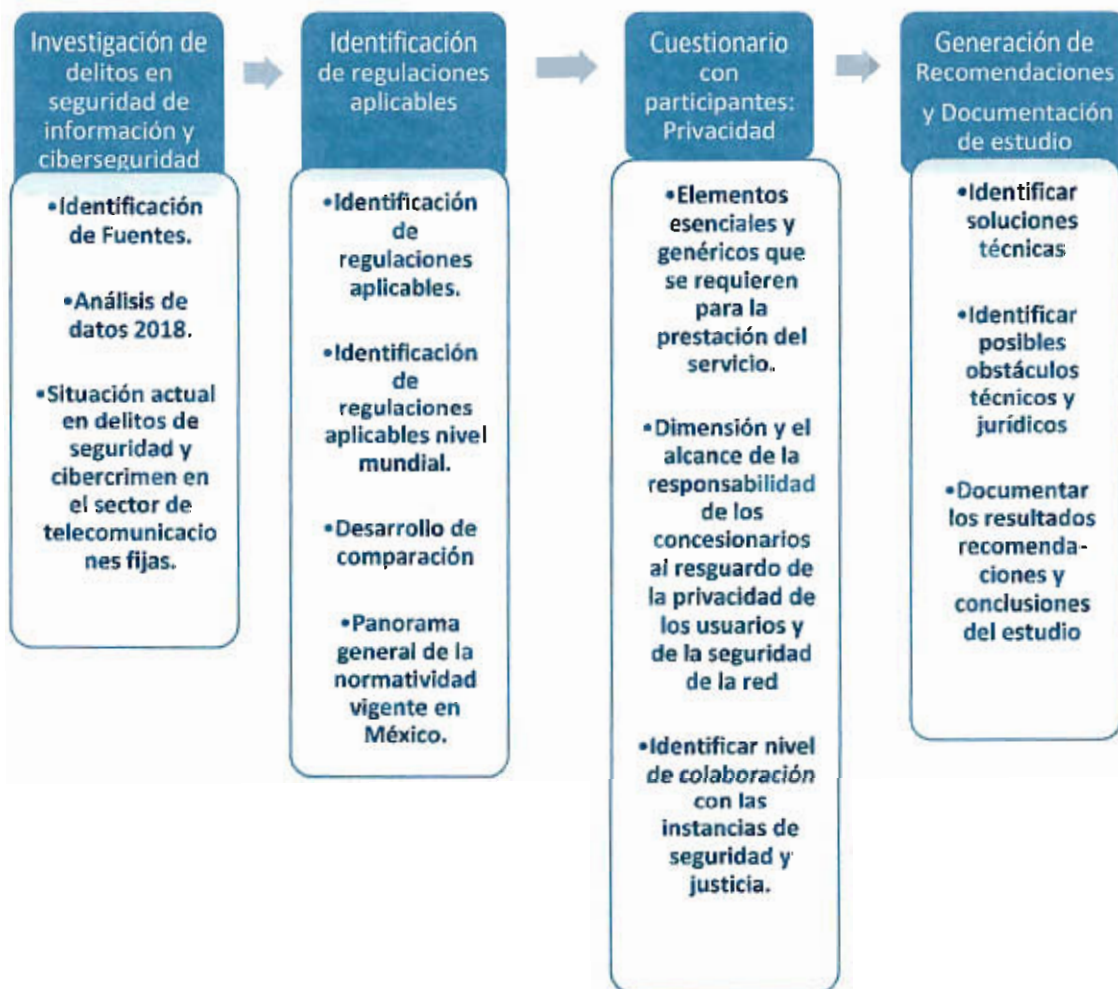 Investigación de
delitos en
seguridad de
información y
ciberseguridad
•Identificación
de Fuentes.
•Análisis de
datos 2018.
•Situación actual
en delitos de
seguridad y
cibercrimen en
el sector de
telecomunicacio
nes fijas.
Identificación
de regulaciones
aplicables
•Identificación
de
regulaciones
aplicables.
•Identificación
de
regulaciones
aplicables nivel
mundial.
•Desarrollo de
comparación
•Panorama
general de la
normatividad
vigente en
México.
Cuestionario
con
participantes:
Privacidad
•Elementos
esenciales y
genéricos que
se requieren
para la
prestación del
servicio.
•Dimensión y el
alcance de la
responsabilidad
de los
concesionarios
al resguardo de
la privacidad de
los usuarios y
de la seguridad
de la red
•Identificar nivel
de colaboración
con las
instancias de
seguridad y
justicia.
Generación de
Recomendaciones
y Documentación
de estudio
•Identificar
soluciones
técnicas
•Identificar
posibles
obstáculos
técnicos y
jurídicos
•Documentar
los resultados
recomenda-
ciones y
conclusiones
del estudio